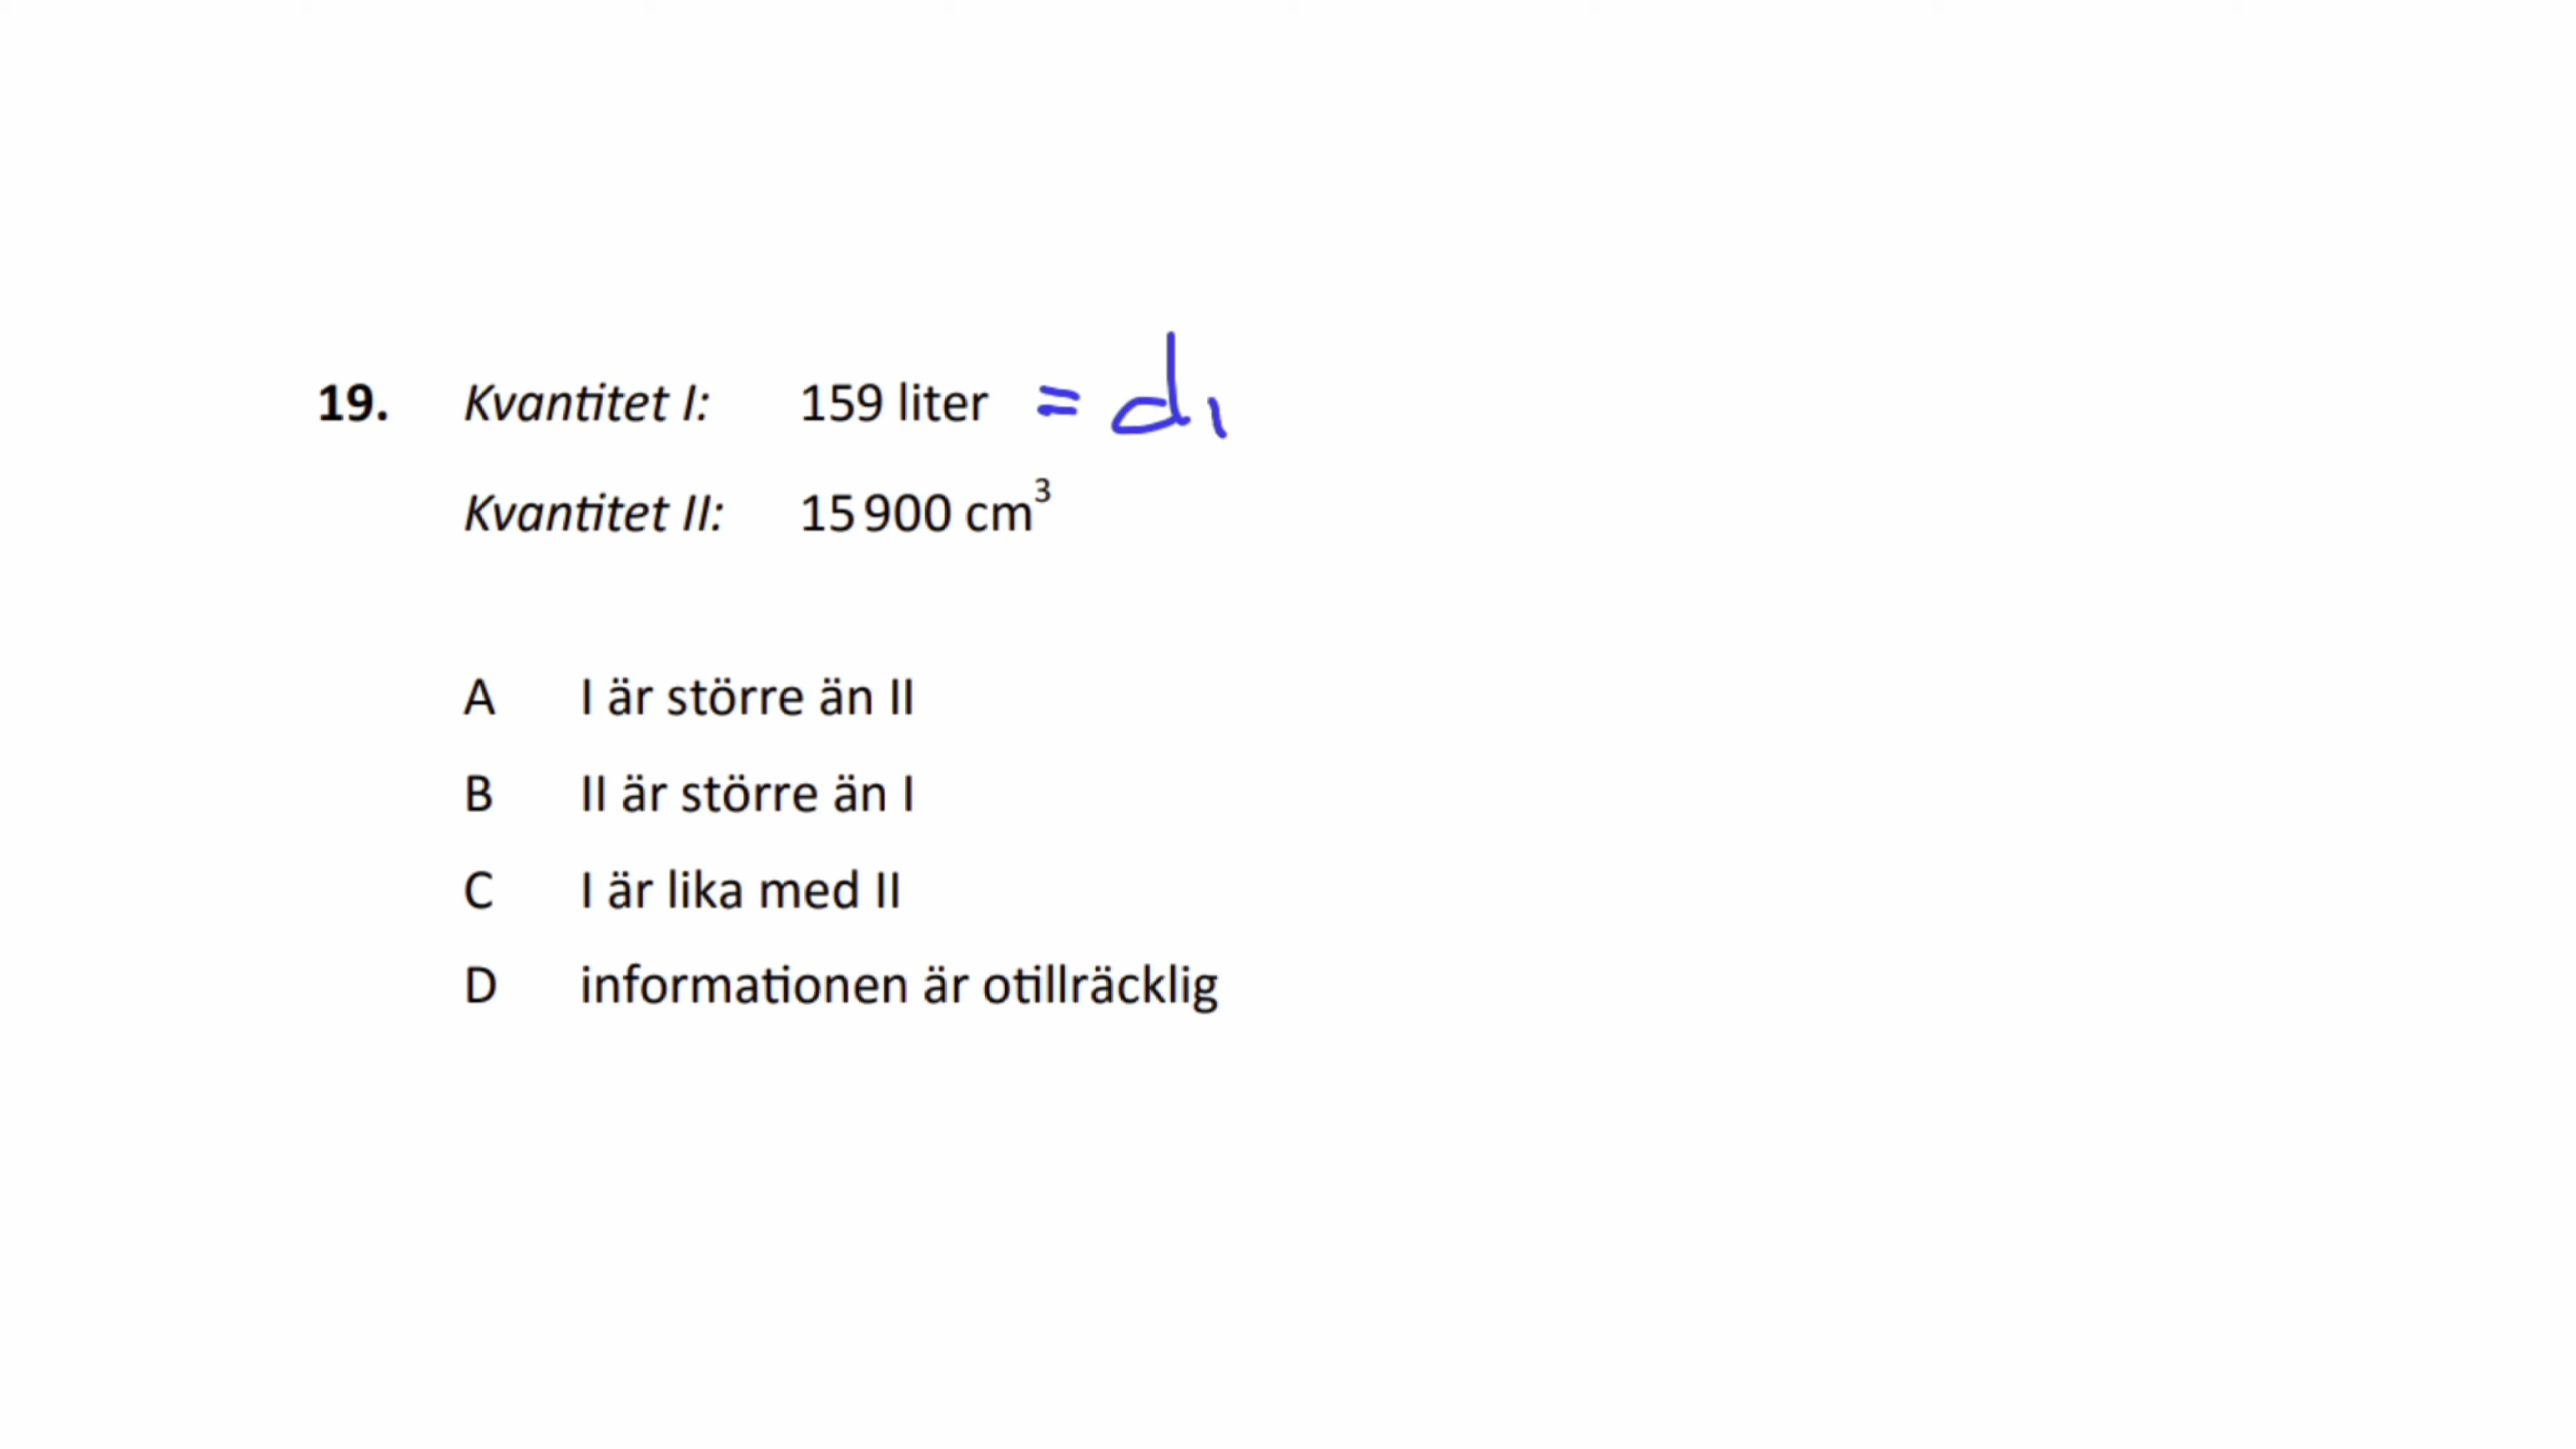 19. Kvantitet I: 159 liter = d
Kvantitet II: 15 900 cm³
A I är större än II
B II är större än I
C I är lika med II
D informationen är otillräcklig